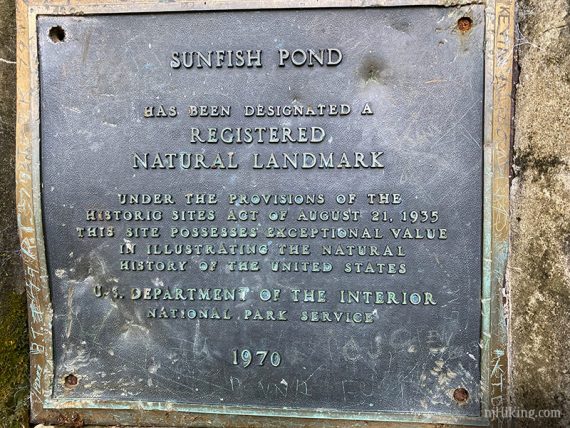 SUNFISH POND
HAS BEEN DESIGNATED A
REGISTERED
NATURAL LANDMARK
UNDER THE PROVISIONS OF THE
HISTORIC SITES ACT OF AUGUST 21, 1935
THIS SITE POSSESSES EXCEPTIONAL VALUE
IN ILLUSTRATING THE NATURAL
HISTORY OF THE UNITED STATES
U.S. DEPARTMENT OF THE INTERIOR
NATIONAL PARK SERVICE
1970
njHiking.com